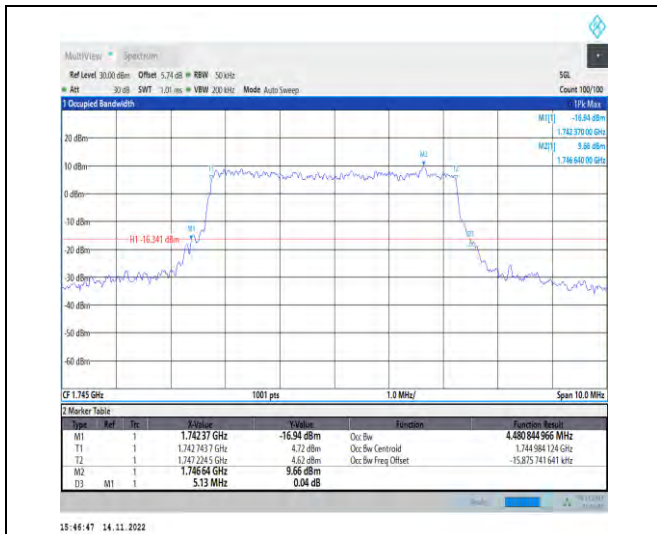 MultiView Spectrum
Ref Level 30.00 dBm Offset 5.74 dB RBW 50 kHz SGL
Att 30 dB SWT 1.01 ms VBW 200 kHz Mode Auto Sweep Count 100/100
1 Occupied Bandwidth 1Pk Max
M1[1] -16.94 dBm
1.742 370 00 GHz
M2[1] 9.66 dBm
1.746 640 00 GHz
20 dBm
M2
10 dBm
T1 T2
0 dBm
-10 dBm
M1
H1 -16.341 dBm
D3
-20 dBm
-30 dBm
-40 dBm
-50 dBm
-60 dBm
CF 1.745 GHz 1001 pts 1.0 MHz/ Span 10.0 MHz
2 Marker Table
Type Ref Trc X-Value Y-Value Function Function Result
M1 1 1.742 37 GHz -16.94 dBm Occ Bw 4.480 844 966 MHz
T1 1 1.742 743 7 GHz 4.72 dBm Occ Bw Centroid 1.744 984 124 GHz
T2 1 1.747 224 5 GHz 4.62 dBm Occ Bw Freq Offset -15.875 741 641 kHz
M2 1 1.746 64 GHz 9.66 dBm
D3 M1 1 5.13 MHz 0.04 dB
15:46:47 14.11.2022